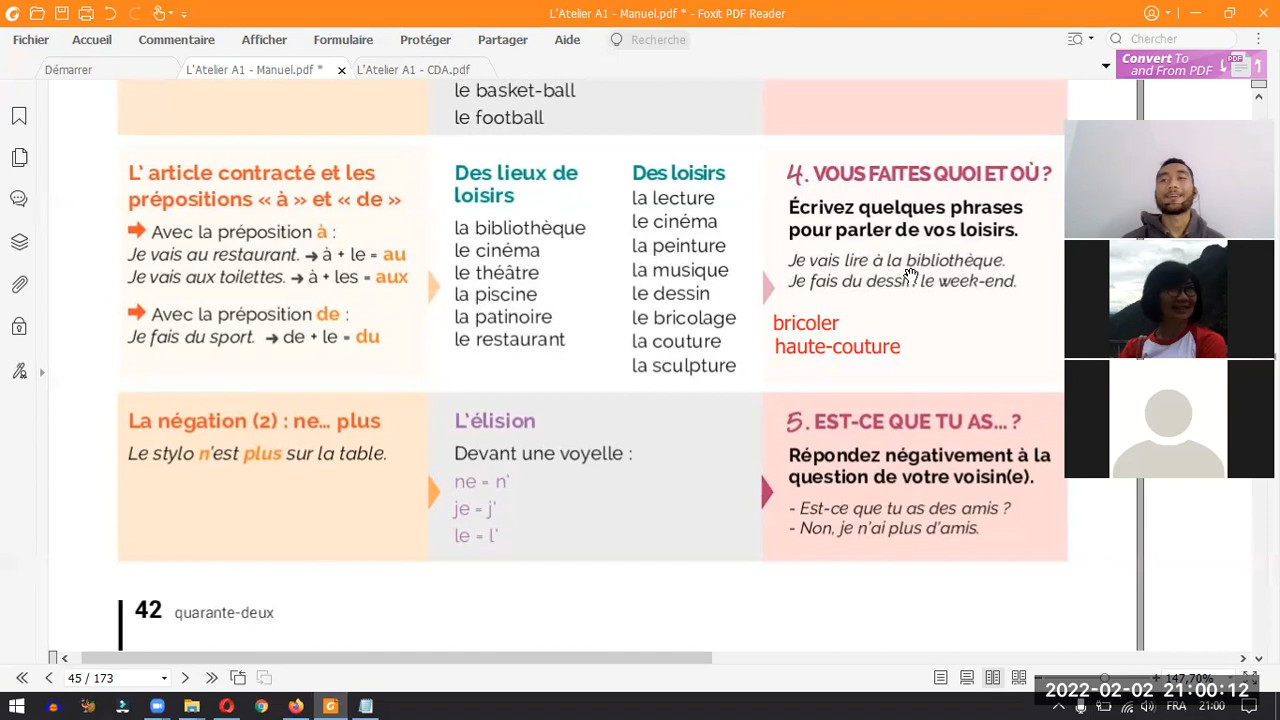 L'Atelier A1 - Manuel.pdf * - Foxit PDF Reader
Fichier Accueil Commentaire Afficher Formulaire Protéger Partager Aide Recherche Chercher
Démarrer L'Atelier A1 - Manuel.pdf * L'Atelier A1 - CDA.pdf
Convert To
and From PDF
PDF
le basket-ball
le football
L' article contracté et les
prépositions « à » et « de »
Avec la préposition à :
Je vais au restaurant. → à + le = au
Je vais aux toilettes. → à + les = aux
Avec la préposition de :
Je fais du sport. → de + le = du
Des lieux de
loisirs
la bibliothèque
le cinéma
le théâtre
la piscine
la patinoire
le restaurant
Des loisirs
la lecture
le cinéma
la peinture
la musique
le dessin
le bricolage
la couture
la sculpture
4. VOUS FAITES QUOI ET OÙ ?
Écrivez quelques phrases
pour parler de vos loisirs.
Je vais lire à la bibliothèque.
Je fais du dessin le week-end.
bricoler
haute-couture
La négation (2) : ne... plus
Le stylo n'est plus sur la table.
L'élision
Devant une voyelle :
ne = n'
je = j'
le = l'
5. EST-CE QUE TU AS... ?
Répondez négativement à la
question de votre voisin(e).
- Est-ce que tu as des amis ?
- Non, je n'ai plus d'amis.
42 quarante-deux
45 / 173
147,70%
2022-02-02 21:00:12
FRA 21:00